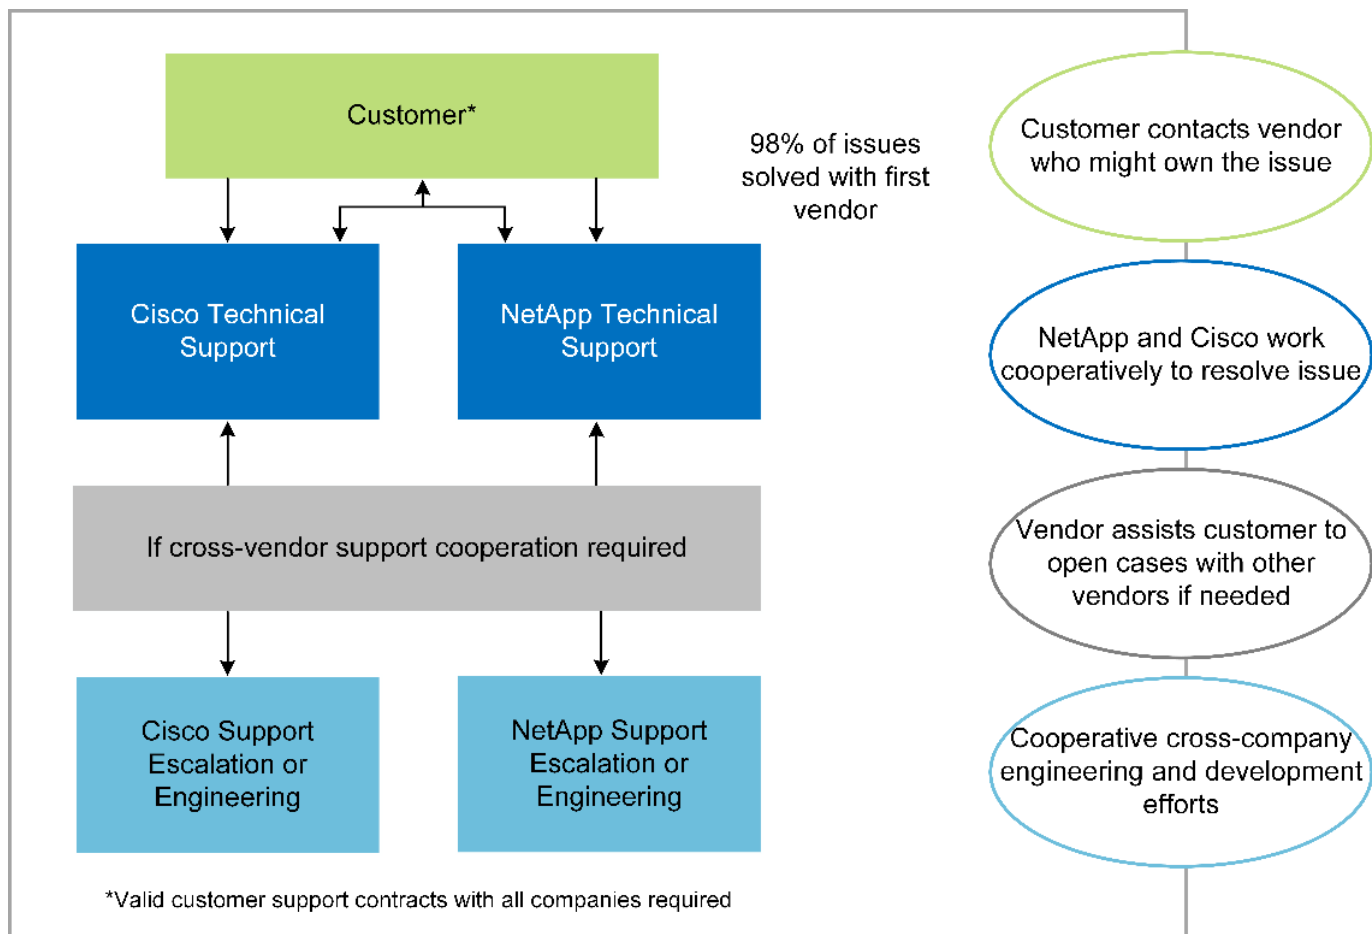 Customer*
98% of issues
solved with first
vendor
Customer contacts vendor
who might own the issue
Cisco Technical
Support
NetApp Technical
Support
NetApp and Cisco work
cooperatively to resolve issue
If cross-vendor support cooperation required
Vendor assists customer to
open cases with other
vendors if needed
Cisco Support
Escalation or
Engineering
NetApp Support
Escalation or
Engineering
Cooperative cross-company
engineering and development
efforts
*Valid customer support contracts with all companies required